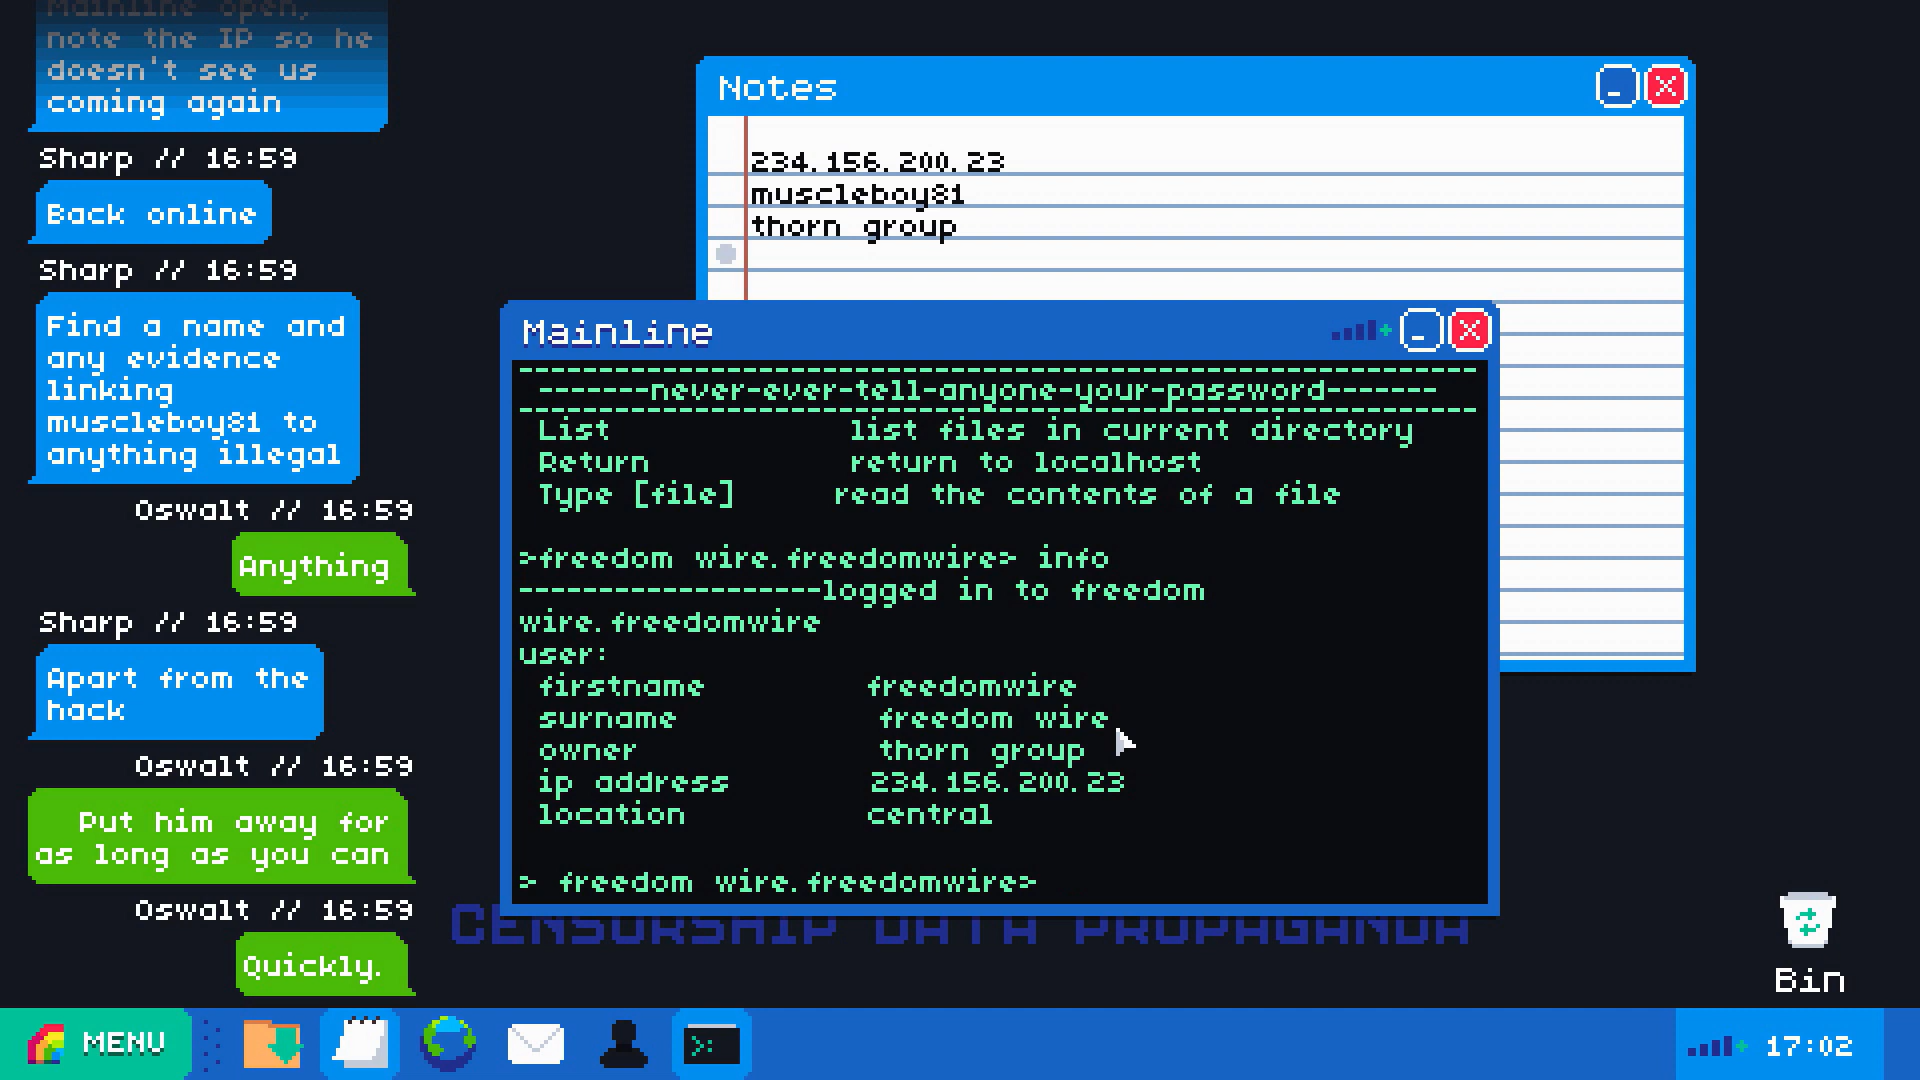 Mainline open,
note the IP so he
doesn't see us
coming again
Sharp // 16:59
Back online
Sharp // 16:59
Find a name and
any evidence
linking
muscleboy81 to
anything illegal
Oswalt // 16:59
Anything
Sharp // 16:59
Apart from the
hack
Oswalt // 16:59
Put him away for
as long as you can
Oswalt // 16:59
Quickly.
Notes
234.156.200.23
muscleboy81
thorn group
Mainline
-------never-ever-tell-anyone-your-password-------
List list files in current directory
Return return to localhost
Type [file] read the contents of a file
>freedom wire.freedomwire> info
-------------------logged in to freedom
wire.freedomwire
user:
firstname freedomwire
surname freedom wire
owner thorn group
ip address 234.156.200.23
location central
> freedom wire.freedomwire>
CENSORSHIP DATA PROPAGANDA
Bin
MENU
17:02